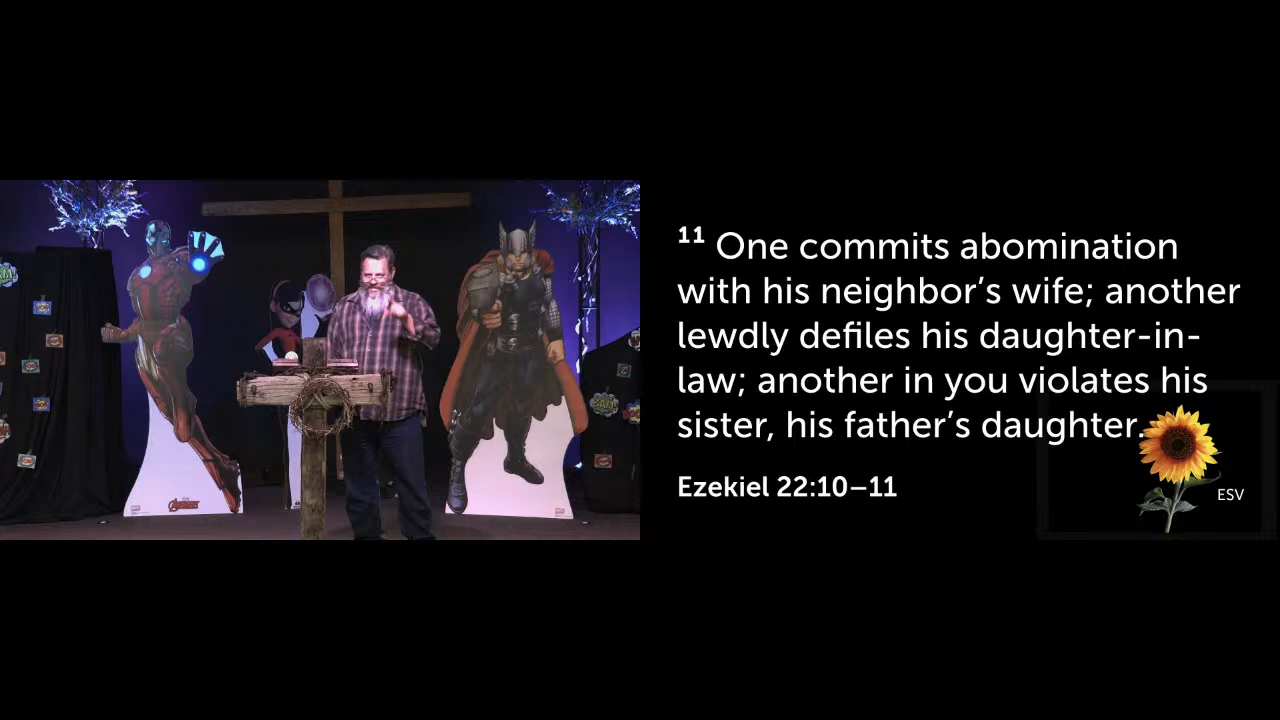 11 One commits abomination
with his neighbor’s wife; another
lewdly defiles his daughter-in-
law; another in you violates his
sister, his father’s daughter.
Ezekiel 22:10–11
ESV
AVENGERS